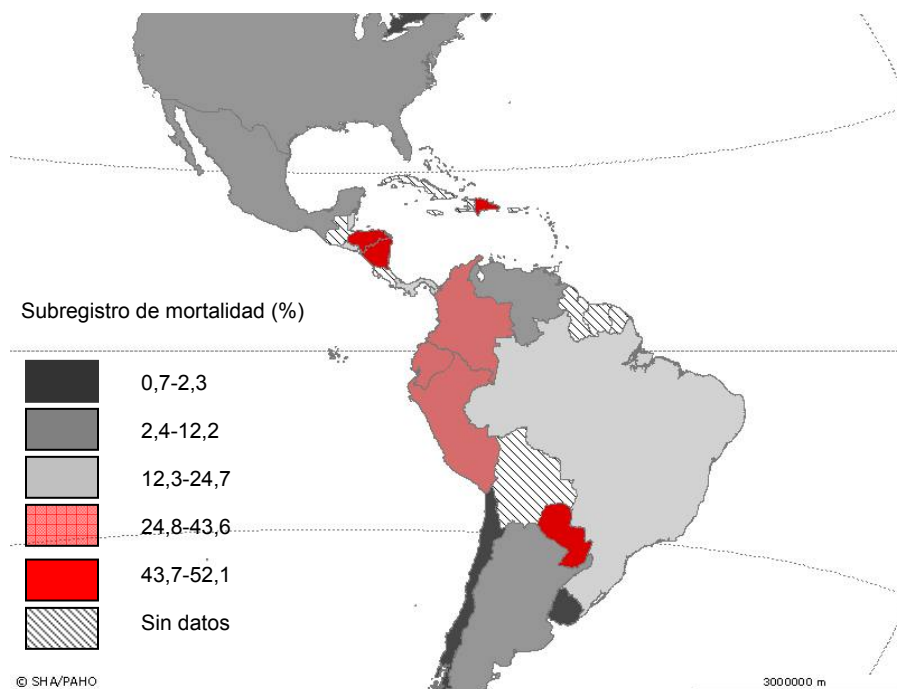 Subregistro de mortalidad (%)
0,7-2,3
2,4-12,2
12,3-24,7
24,8-43,6
43,7-52,1
Sin datos
© SHA/PAHO
3000000 m